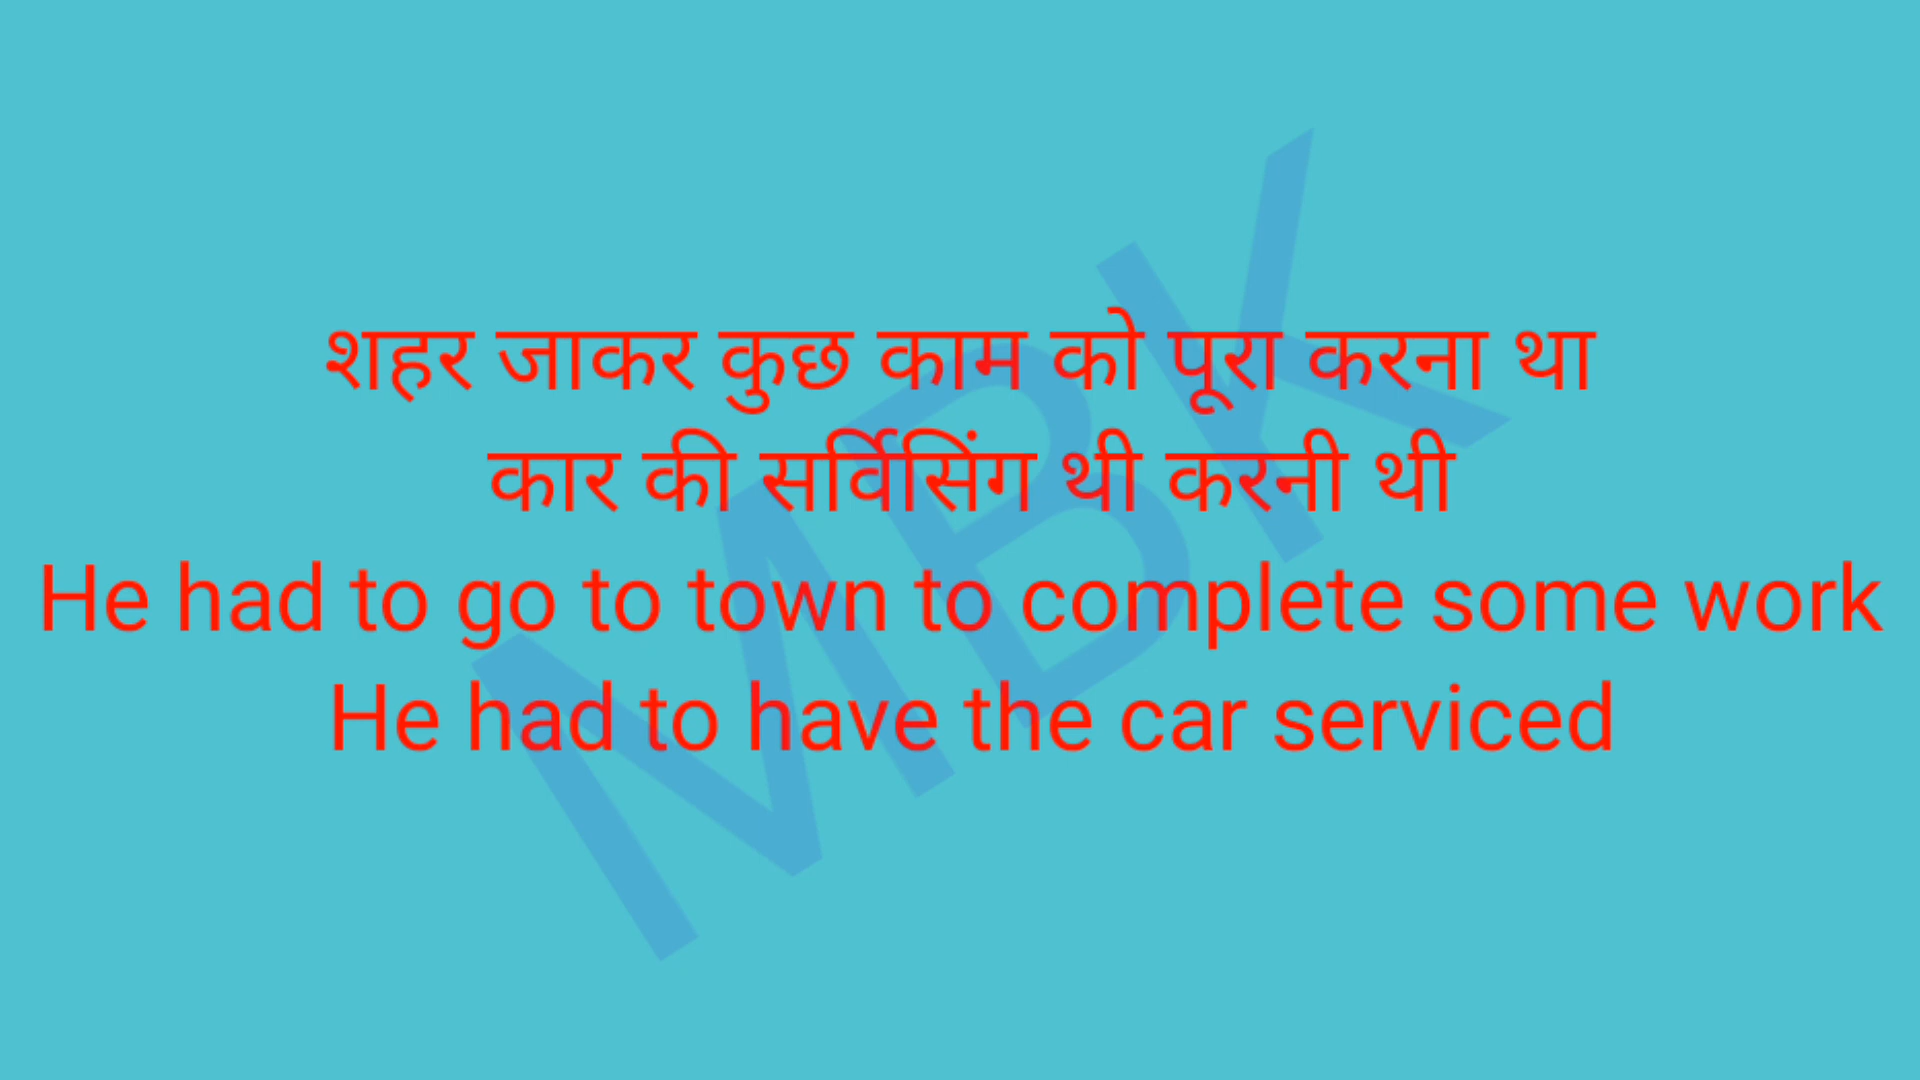 शहर जाकर कुछ काम को पूरा करना था
कार की सर्विसिंग थी करनी थी
He had to go to town to complete some work
He had to have the car serviced
MBK